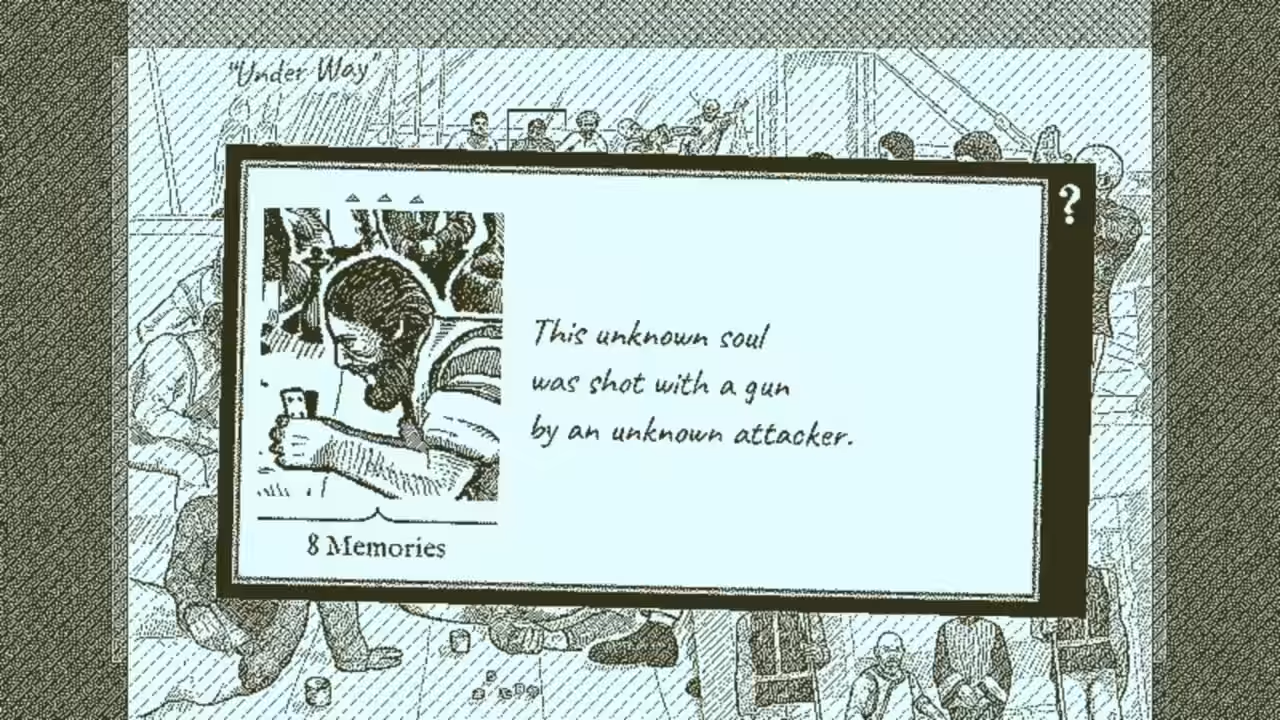 "Under Way"
?
This unknown soul
was shot with a gun
by an unknown attacker.
8 Memories